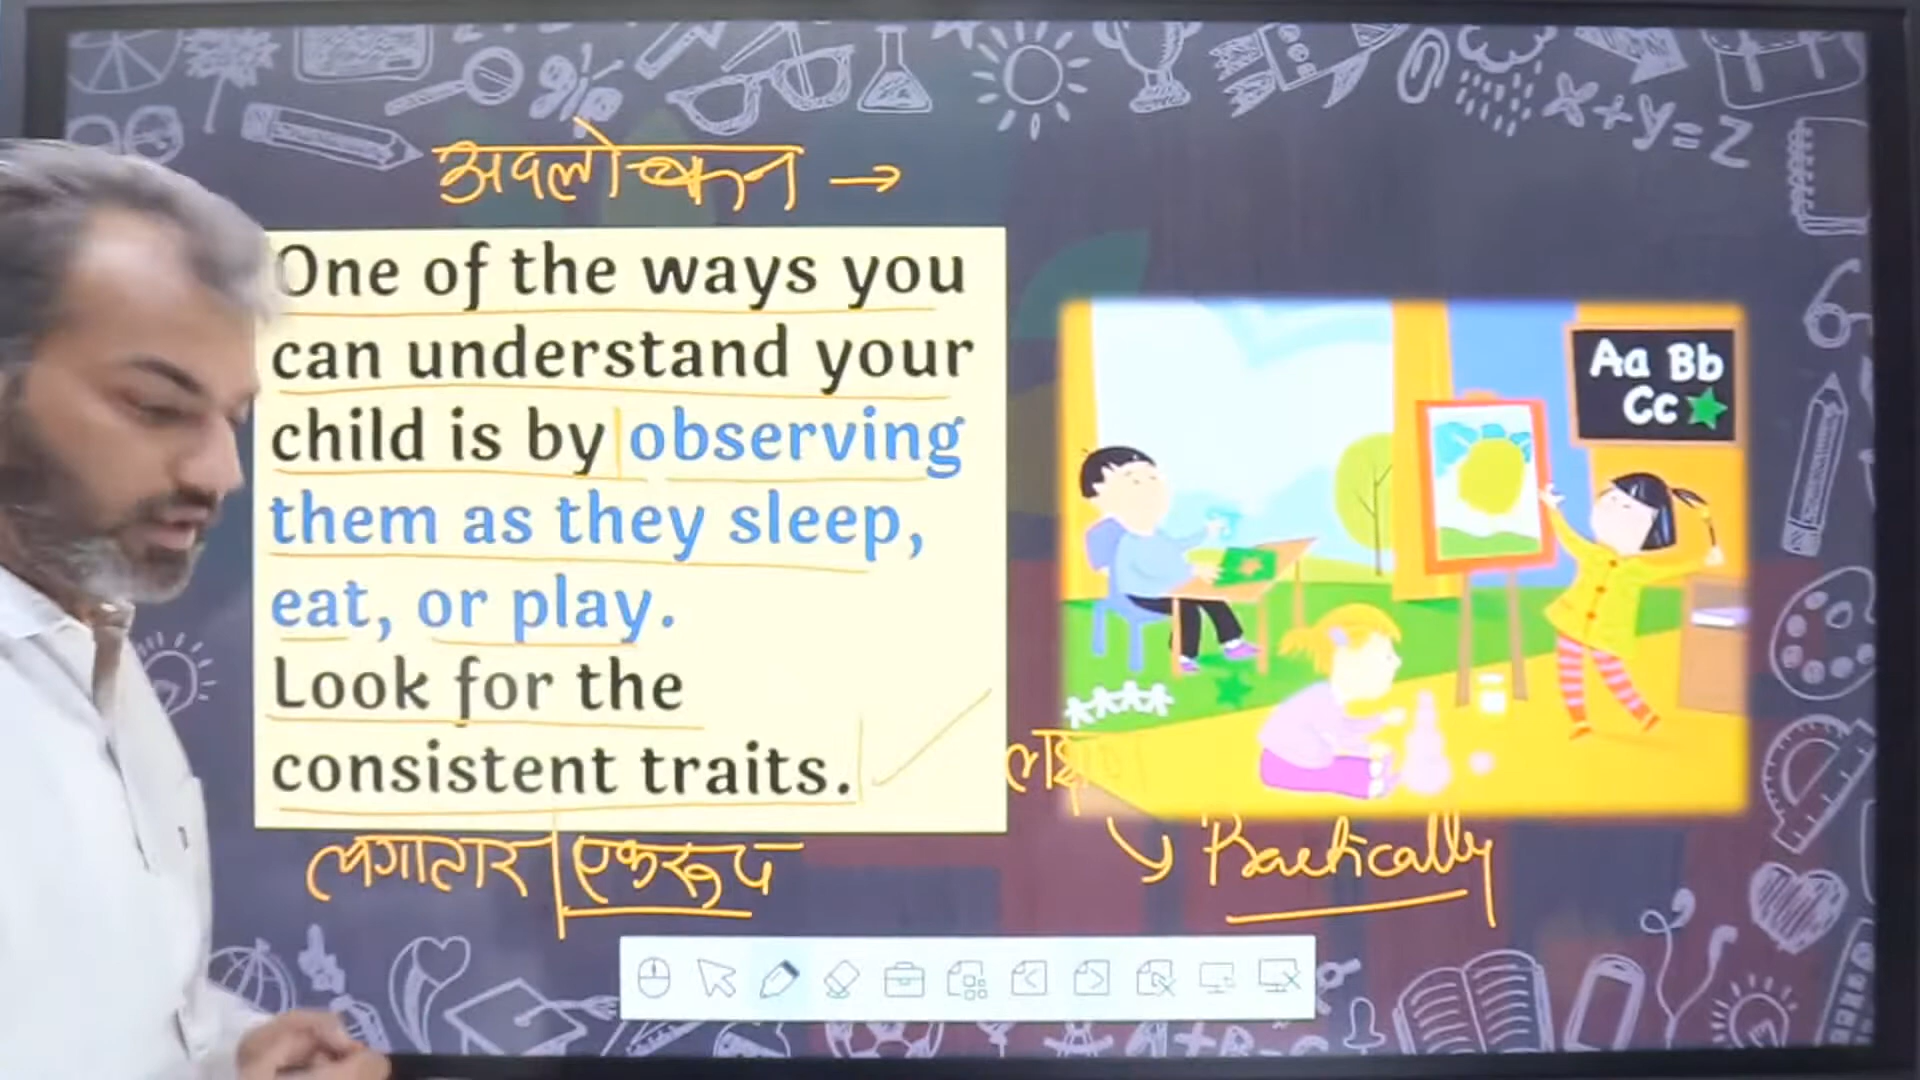 x+y=z
अवलोकन →
One of the ways you
can understand your
child is by observing
them as they sleep,
eat, or play.
Look for the
consistent traits.
Aa Bb
Cc
लगातार | एकरूप
Practically